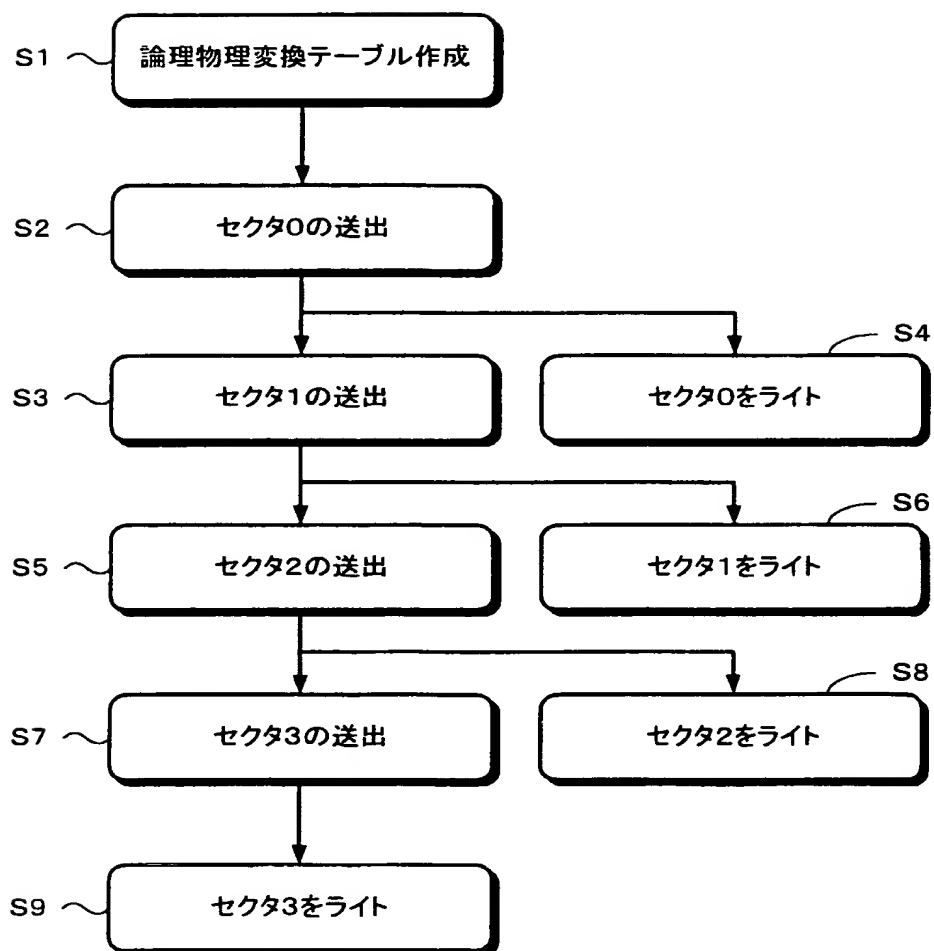 S1
論理物理変換テーブル作成
S2
セクタ0の送出
S4
S3
セクタ1の送出
セクタ0をライト
S6
S5
セクタ2の送出
セクタ1をライト
S8
S7
セクタ3の送出
セクタ2をライト
S9
セクタ3をライト